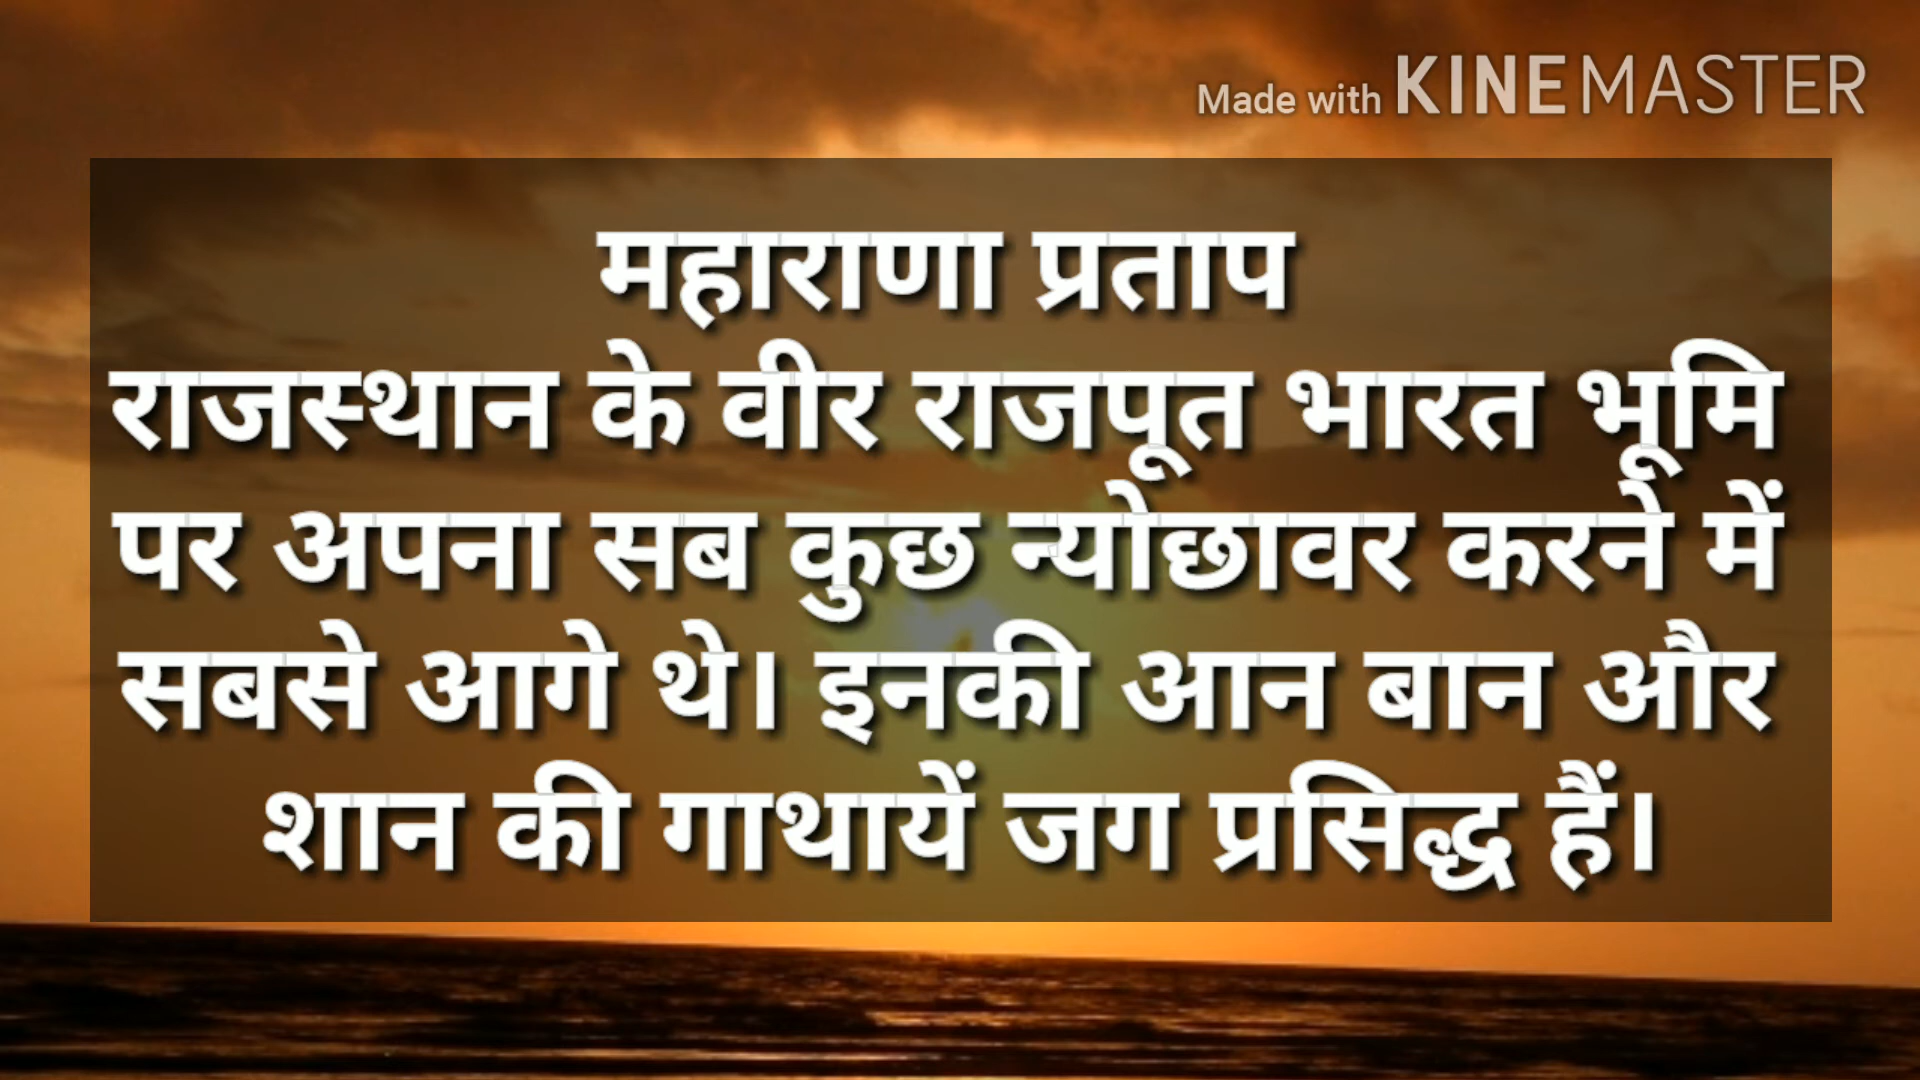 Made with KINEMASTER
महाराणा प्रताप
राजस्थान के वीर राजपूत भारत भूमि
पर अपना सब कुछ न्योछावर करने में
सबसे आगे थे। इनकी आन बान और
शान की गाथायें जग प्रसिद्ध हैं।